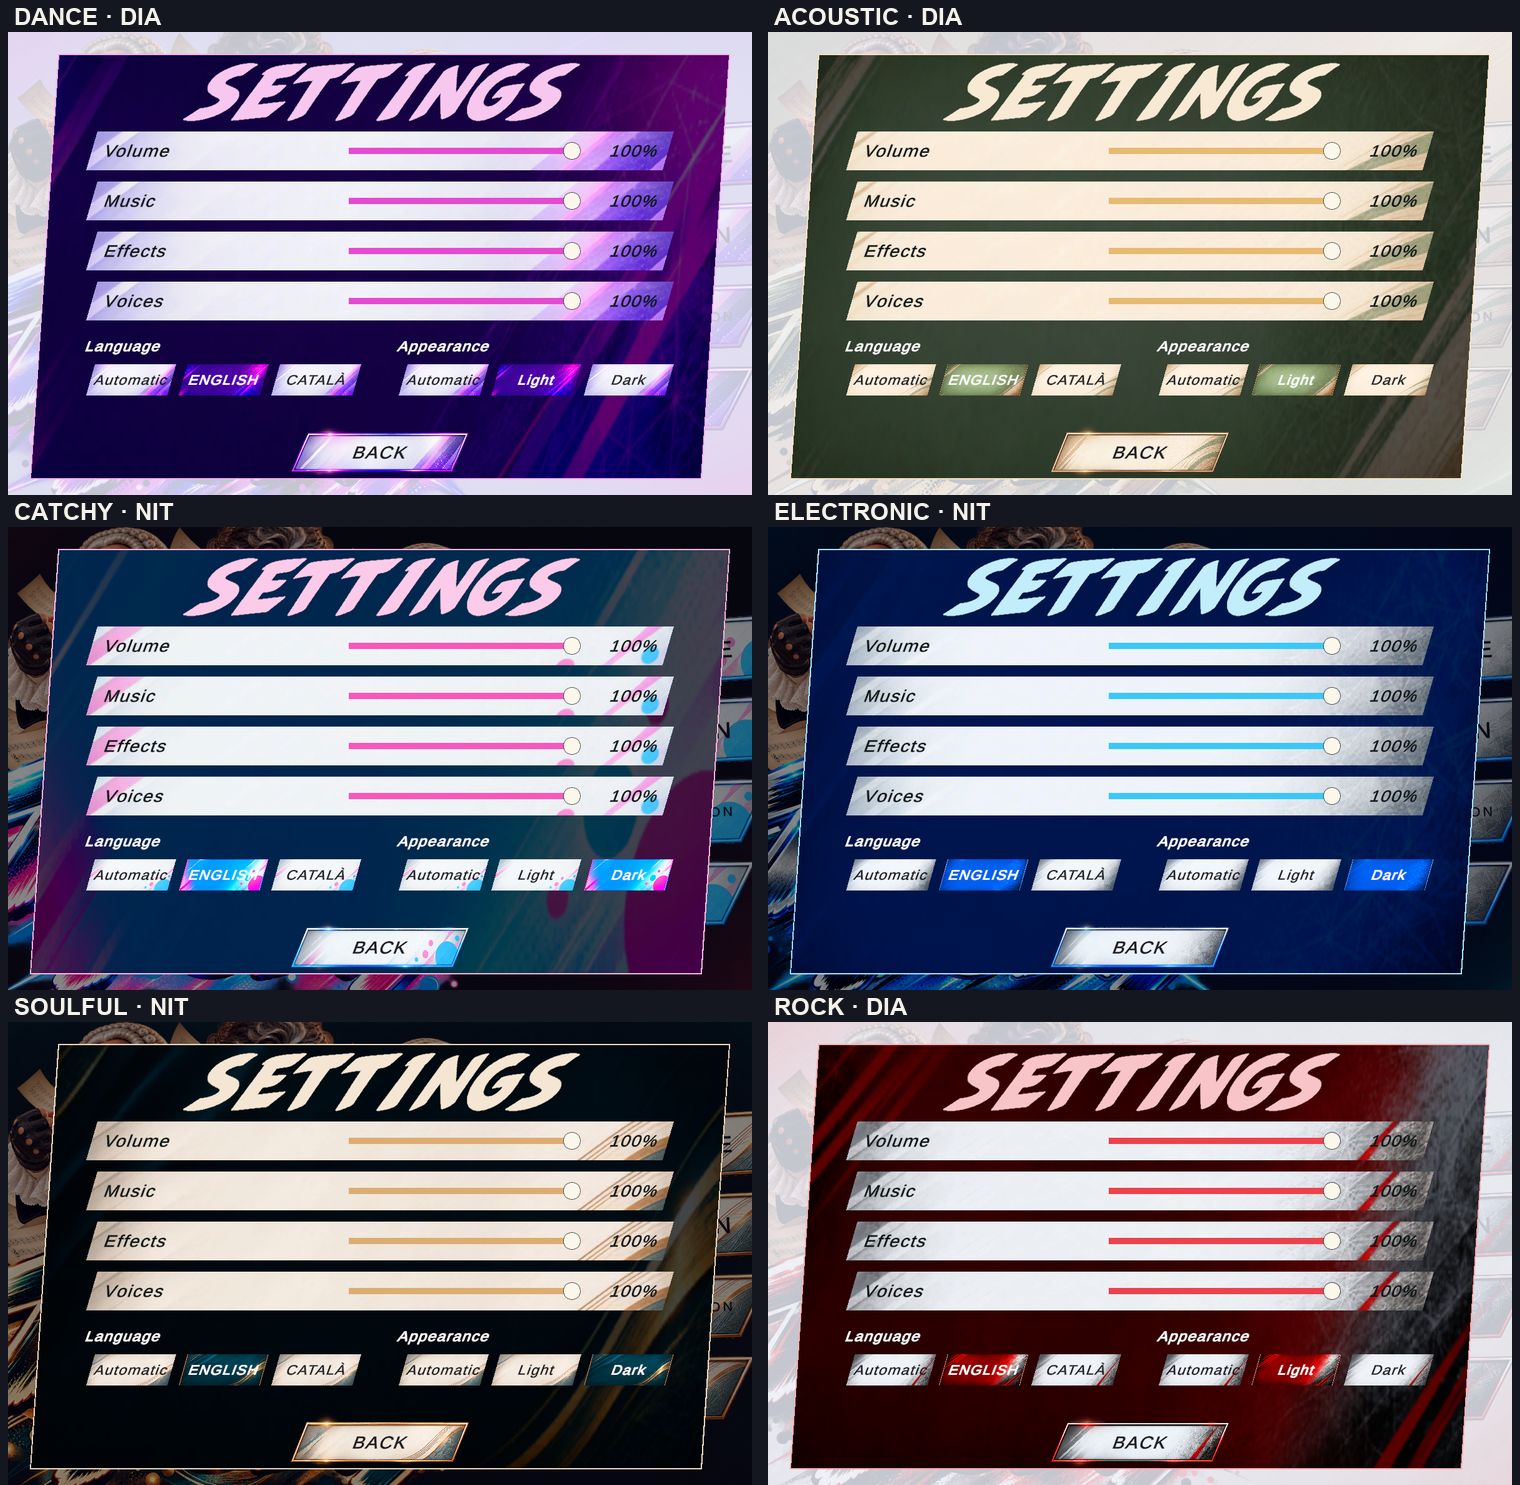 DANCE · DIA
SETTINGS
Volume 100%
Music 100%
Effects 100%
Voices 100%
Language Appearance
Automatic ENGLISH CATALÀ Automatic Light Dark
BACK
ACOUSTIC · DIA
SETTINGS
Volume 100%
Music 100%
Effects 100%
Voices 100%
Language Appearance
Automatic ENGLISH CATALÀ Automatic Light Dark
BACK
CATCHY · NIT
SETTINGS
Volume 100%
Music 100%
Effects 100%
Voices 100%
Language Appearance
Automatic ENGLISH CATALÀ Automatic Light Dark
BACK
ELECTRONIC · NIT
SETTINGS
Volume 100%
Music 100%
Effects 100%
Voices 100%
Language Appearance
Automatic ENGLISH CATALÀ Automatic Light Dark
BACK
SOULFUL · NIT
SETTINGS
Volume 100%
Music 100%
Effects 100%
Voices 100%
Language Appearance
Automatic ENGLISH CATALÀ Automatic Light Dark
BACK
ROCK · DIA
SETTINGS
Volume 100%
Music 100%
Effects 100%
Voices 100%
Language Appearance
Automatic ENGLISH CATALÀ Automatic Light Dark
BACK